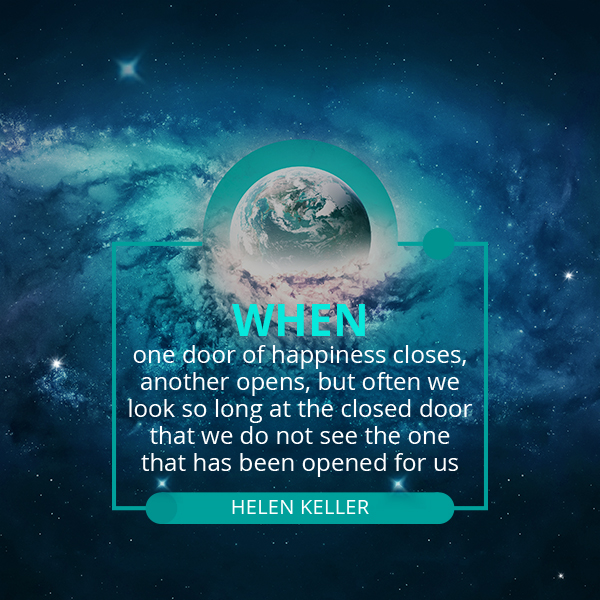 WHEN
one door of happiness closes,
another opens, but often we
look so long at the closed door
that we do not see the one
that has been opened for us
HELEN KELLER